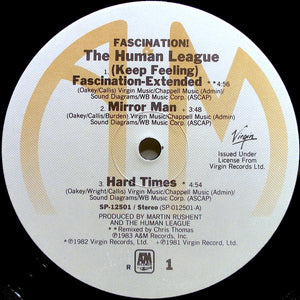 FASCINATION!
The Human League
1. (Keep Feeling)
Fascination-Extended **4:56
(Oakey/Callis) Virgin Music/Chappell Music (Admin)
Sound Diagrams/WB Music Corp. (ASCAP)
2. Mirror Man + 3:48
(Oakey/Callis/Burden) Virgin Music/Chappell Music (Admin)
Sound Diagrams/WB Music Corp. (ASCAP)
Virgin
Issued Under
License From
Virgin Records Ltd.
3. Hard Times * 4:54
(Oakey/Wright/Callis) Virgin Music/Chappell Music (Admin)
Sound Diagrams/WB Music Corp. (ASCAP)
SP-12501 / Stereo (SP 012501-A)
PRODUCED BY MARTIN RUSHENT
AND THE HUMAN LEAGUE
**Remixed by Chris Thomas
℗1983 A&M Records, Inc.
+℗1982 Virgin Records, Ltd. *℗1981 Virgin Record, Ltd.
R
A&M
1